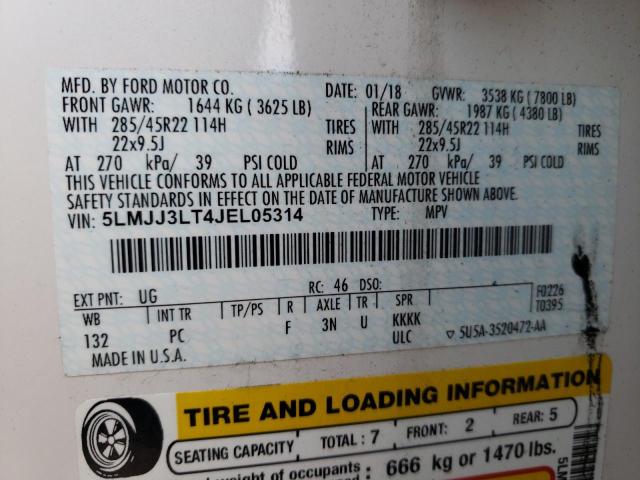 MFD. BY FORD MOTOR CO. DATE: 01/18 GVWR: 3538 KG ( 7800 LB)
FRONT GAWR: 1644 KG ( 3625 LB) REAR GAWR: 1987 KG ( 4380 LB)
WITH 285/45R22 114H TIRES WITH 285/45R22 114H TIRES
22x9.5J RIMS 22x9.5J RIMS
AT 270 kPa/ 39 PSI COLD AT 270 kPa/ 39 PSI COLD
THIS VEHICLE CONFORMS TO ALL APPLICABLE FEDERAL MOTOR VEHICLE
SAFETY STANDARDS IN EFFECT ON THE DATE OF MANUFACTURE SHOWN ABOVE.
VIN: 5LMJJ3LT4JEL05314 TYPE: MPV
EXT PNT: UG RC: 46 DSO: F0226
WB INT TR TP/PS R AXLE TR SPR T0395
132 PC F 3N U KKKK
ULC ▽ 5U5A-3520472-AA
MADE IN U.S.A.
TIRE AND LOADING INFORMATION
SEATING CAPACITY TOTAL : 7 FRONT: 2 REAR: 5
weight of occupants 666 kg or 1470 lbs.
5LM